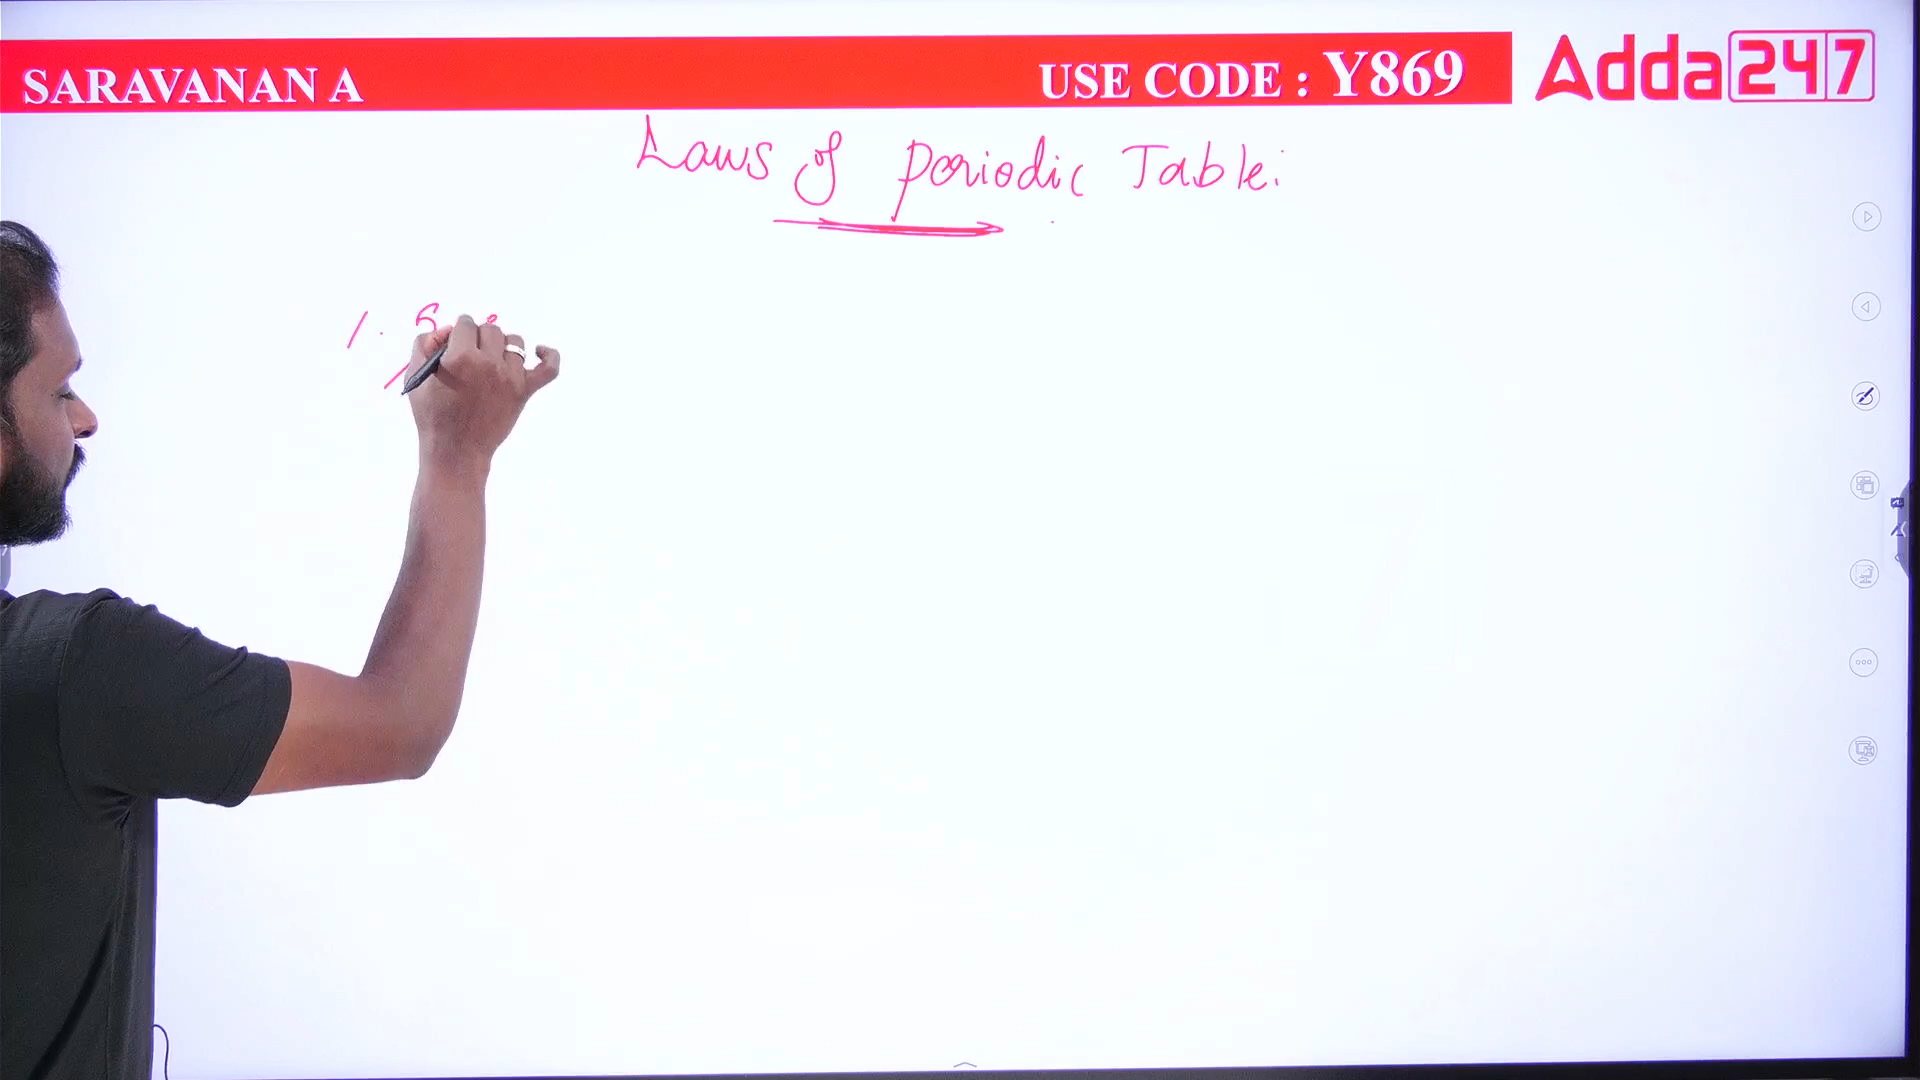 SARAVANAN A
USE CODE : Y869
Adda247
Laws of Periodic Table:
1.